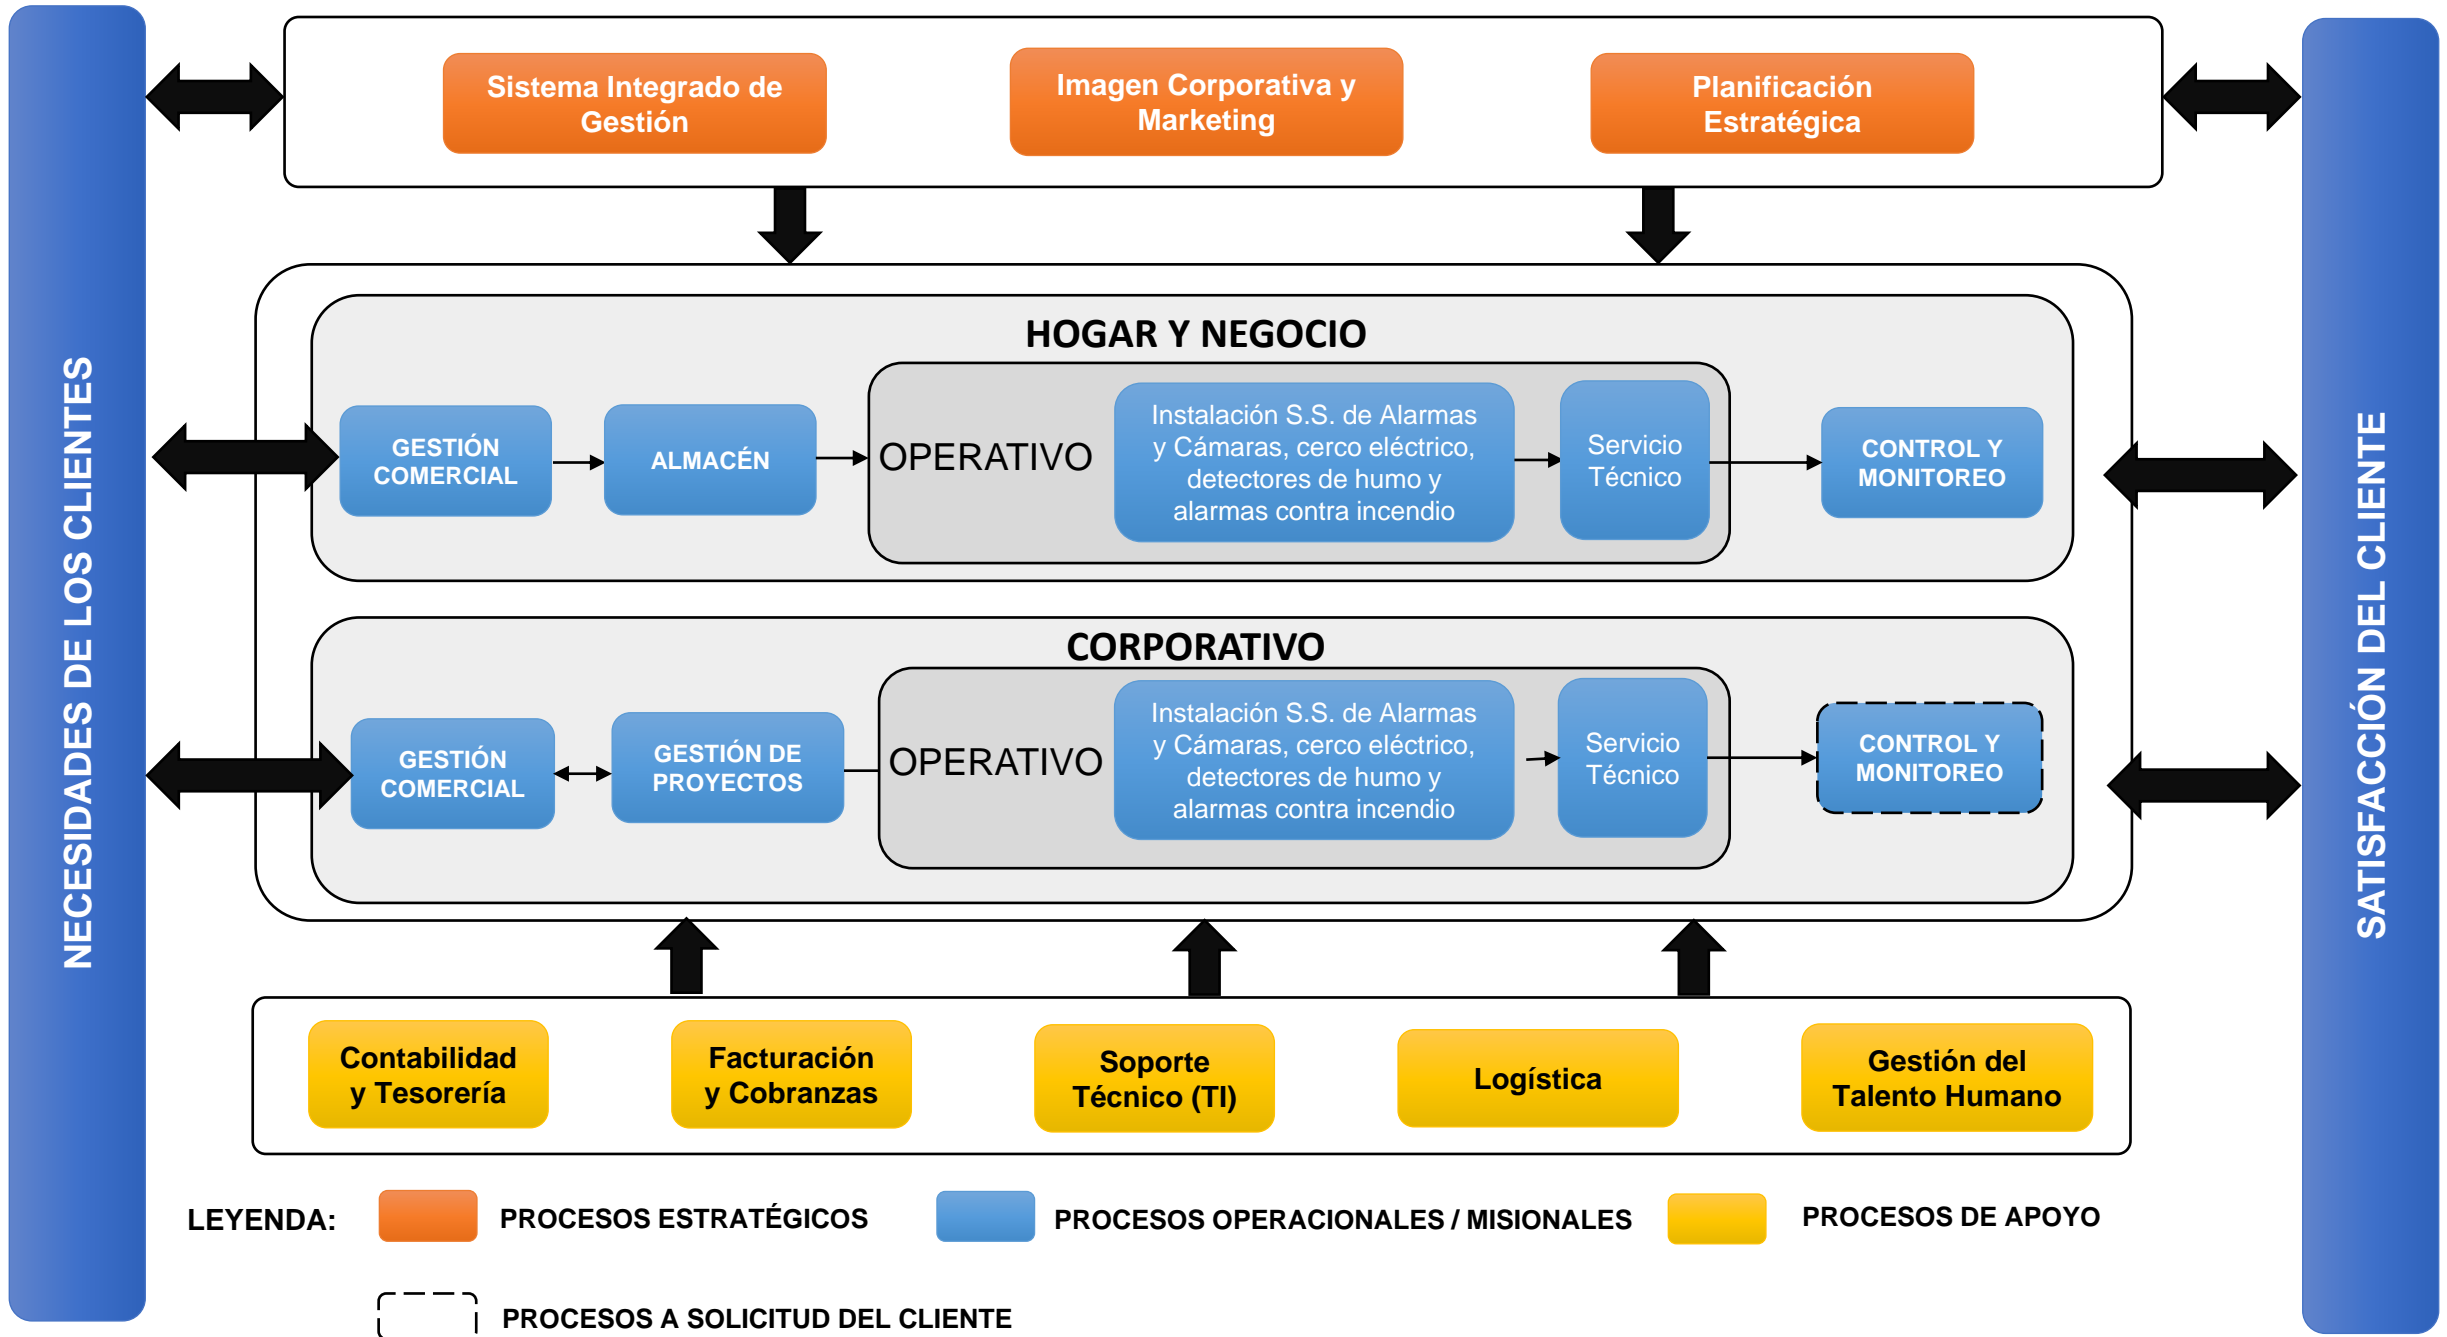 NECESIDADES DE LOS CLIENTES
Sistema Integrado de
Gestión
Imagen Corporativa y
Marketing
Planificación
Estratégica
HOGAR Y NEGOCIO
GESTIÓN
COMERCIAL
ALMACÉN
OPERATIVO
Instalación S.S. de Alarmas
y Cámaras, cerco eléctrico,
detectores de humo y
alarmas contra incendio
Servicio
Técnico
CONTROL Y
MONITOREO
CORPORATIVO
GESTIÓN
COMERCIAL
GESTIÓN DE
PROYECTOS
OPERATIVO
Instalación S.S. de Alarmas
y Cámaras, cerco eléctrico,
detectores de humo y
alarmas contra incendio
Servicio
Técnico
CONTROL Y
MONITOREO
Contabilidad
y Tesorería
Facturación
y Cobranzas
Soporte
Técnico (TI)
Logística
Gestión del
Talento Humano
SATISFACCIÓN DEL CLIENTE
LEYENDA:
PROCESOS ESTRATÉGICOS
PROCESOS OPERACIONALES / MISIONALES
PROCESOS DE APOYO
PROCESOS A SOLICITUD DEL CLIENTE